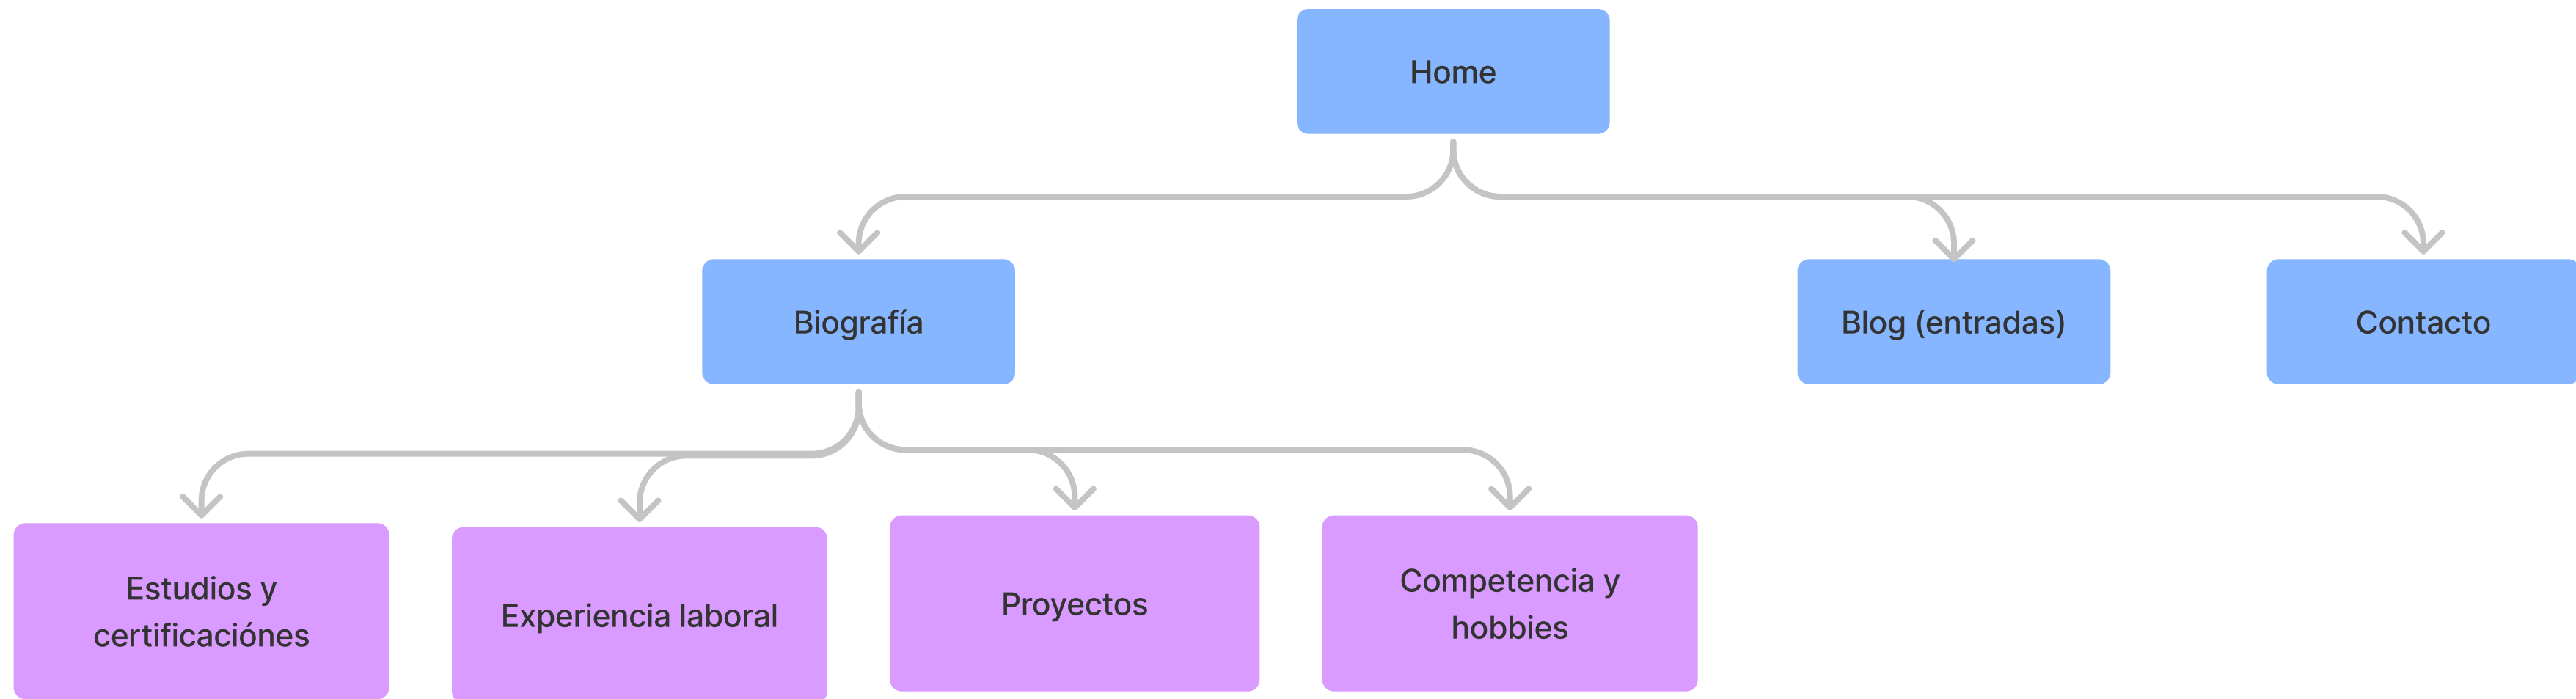 Home
Biografía
Blog (entradas)
Contacto
Estudios y
certificaciónes
Experiencia laboral
Proyectos
Competencia y
hobbies